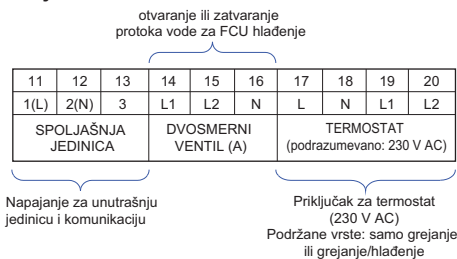 otvaranje ili zatvaranje
protoka vode za FCU hlađenje
11 12 13 14 15 16 17 18 19 20
1(L) 2(N) 3 L1 L2 N L N L1 L2
SPOLJAŠNJA
JEDINICA
DVOSMERNI
VENTIL (A)
TERMOSTAT
(podrazumevano: 230 V AC)
Napajanje za unutrašnju
jedinicu i komunikaciju
Priključak za termostat
(230 V AC)
Podržane vrste: samo grejanje
ili grejanje/hlađenje